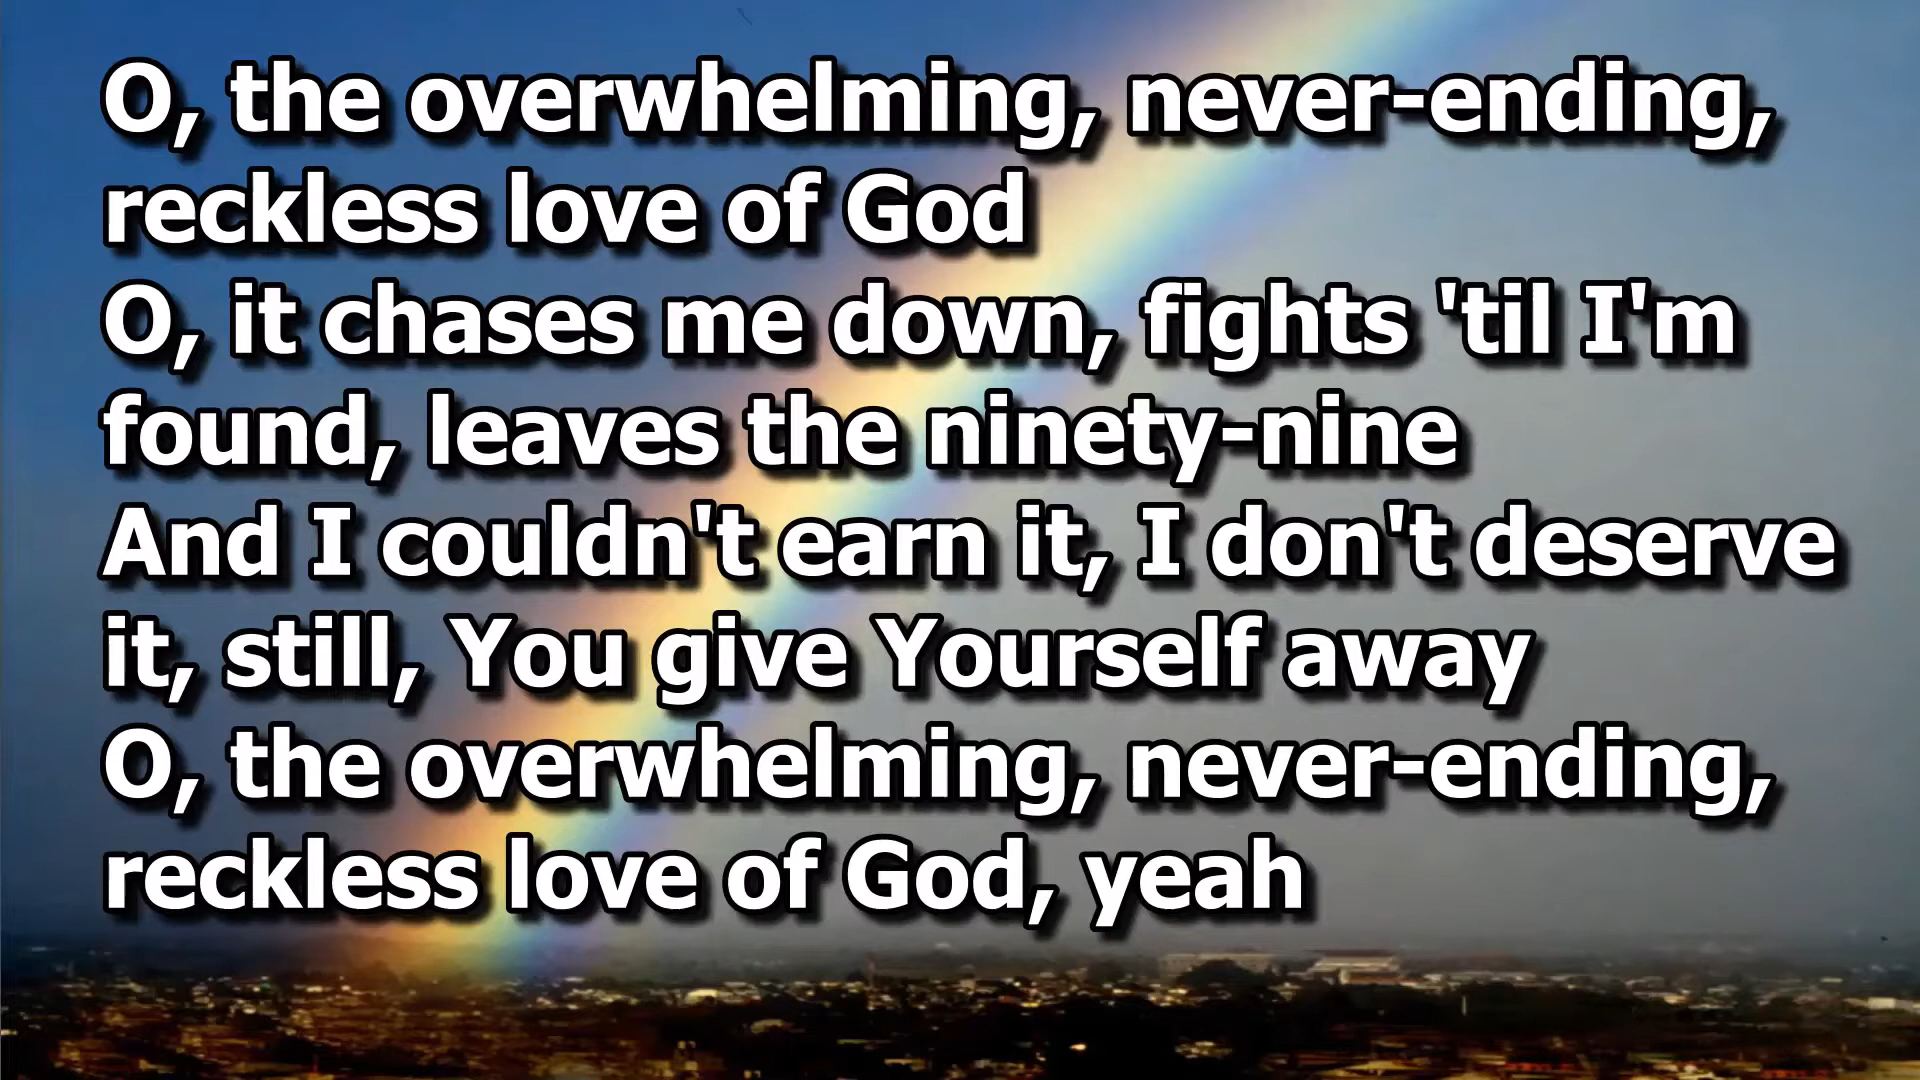 O, the overwhelming, never-ending,
reckless love of God
O, it chases me down, fights 'til I'm
found, leaves the ninety-nine
And I couldn't earn it, I don't deserve
it, still, You give Yourself away
O, the overwhelming, never-ending,
reckless love of God, yeah